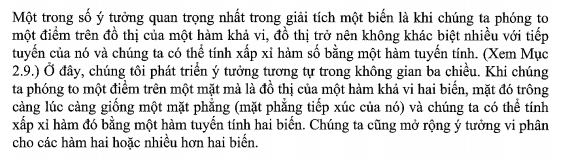 Một trong số ý tưởng quan trọng nhất trong giải tích một biến là khi chúng ta phóng to
một điểm trên đồ thị của một hàm khả vi, đồ thị trở nên không khác biệt nhiều với tiếp
tuyến của nó và chúng ta có thể tính xấp xỉ hàm số bằng một hàm tuyến tính. (Xem Mục
2.9.) Ở đây, chúng tôi phát triển ý tưởng tương tự trong không gian ba chiều. Khi chúng
ta phóng to một điểm trên một mặt mà là đồ thị của một hàm khả vi hai biến, mặt đó trông
càng lúc càng giống một mặt phẳng (mặt phẳng tiếp xúc của nó) và chúng ta có thể tính
xấp xỉ hàm đó bằng một hàm tuyến tính hai biến. Chúng ta cũng mở rộng ý tưởng vi phân
cho các hàm hai hoặc nhiều hơn hai biến.